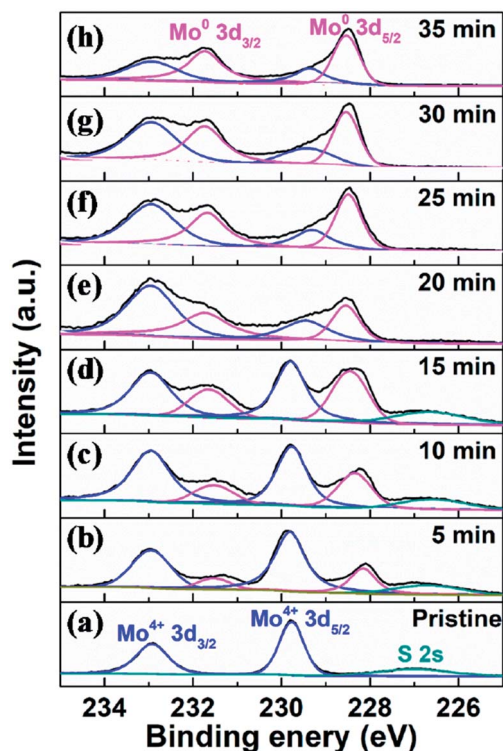 (h) Mo⁰ 3d₃/₂ Mo⁰ 3d₅/₂ 35 min
(g) 30 min
(f) 25 min
(e) 20 min
(d) 15 min
(c) 10 min
(b) 5 min
(a) Mo⁴⁺ 3d₃/₂ Mo⁴⁺ 3d₅/₂ Pristine
S 2s
234 232 230 228 226
Binding enery (eV)
Intensity (a.u.)